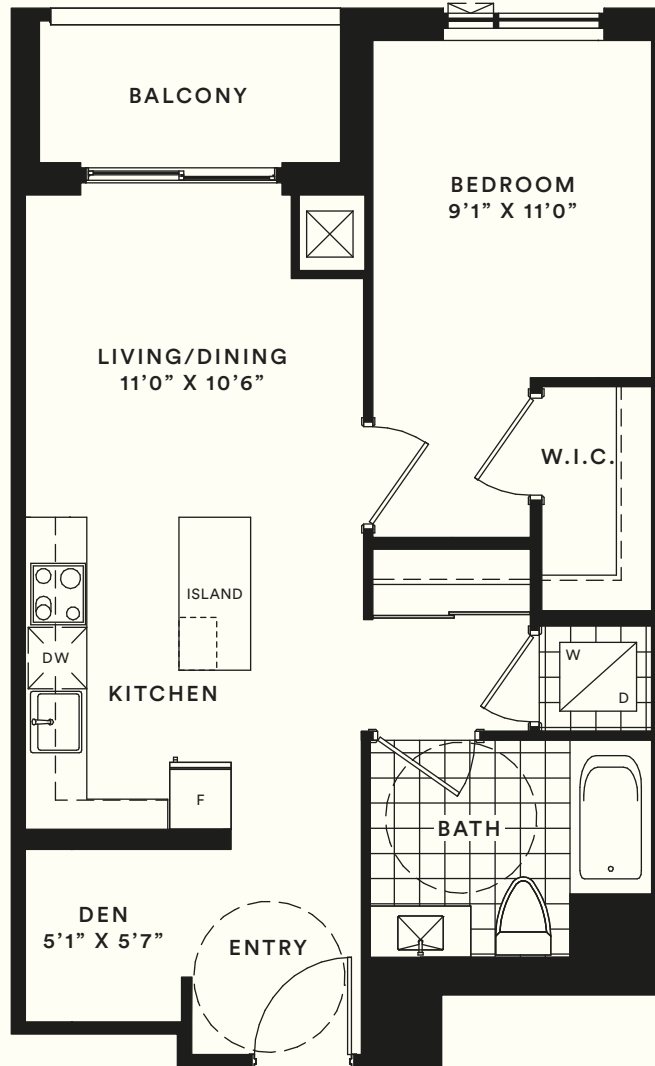 BALCONY
BEDROOM
9’1” X 11’0”
LIVING/DINING
11’0” X 10’6”
W.I.C.
ISLAND
DW
KITCHEN
W
D
F
BATH
DEN
5’1” X 5’7”
ENTRY